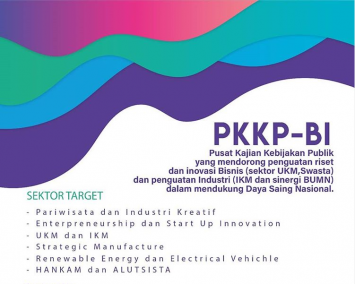 PKKP-BI
Pusat Kajian Kebijakan Publik
yang mendorong penguatan riset
dan inovasi Bisnis (sektor UKM,Swasta)
dan penguatan Industri (IKM dan sinergi BUMN)
dalam mendukung Daya Saing Nasional.
SEKTOR TARGET
- Pariwisata dan Industri Kreatif
- Enterpreneurship dan Start Up Innovation
- UKM dan IKM
- Strategic Manufacture
- Renewable Energy and Electrical Vehichle
- HANKAM dan ALUTSISTA